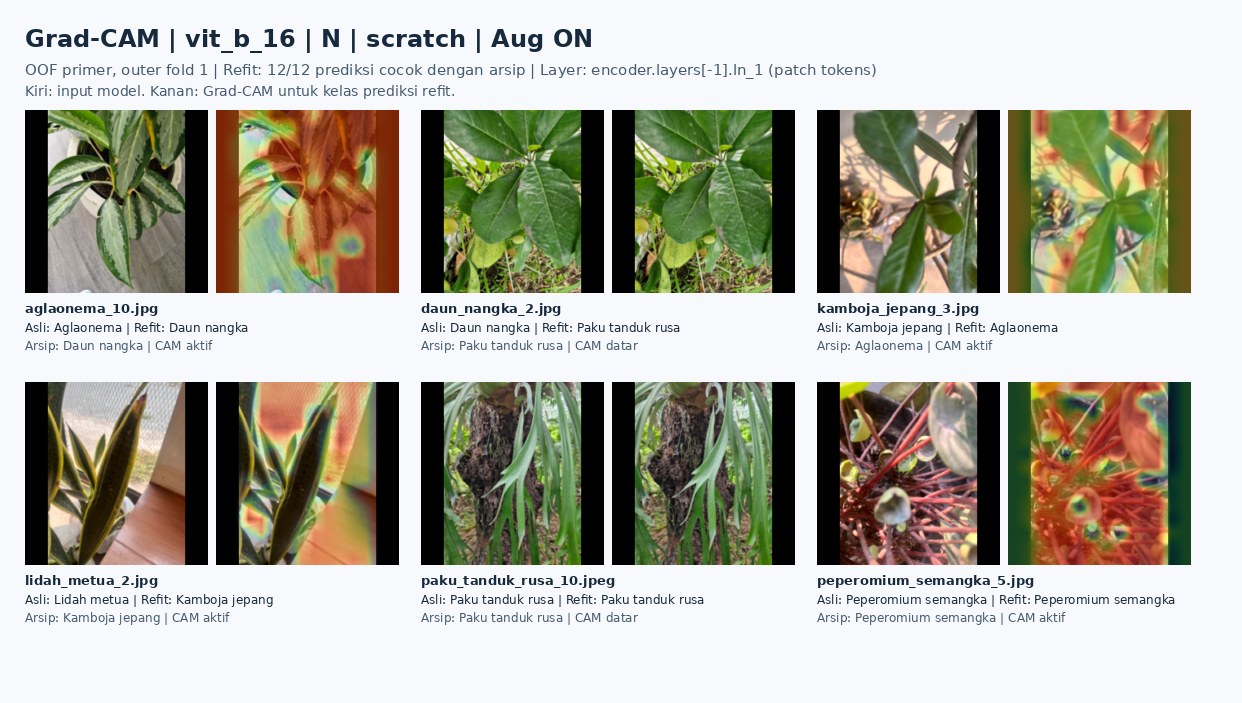 Grad-CAM | vit_b_16 | N | scratch | Aug ON
OOF primer, outer fold 1 | Refit: 12/12 prediksi cocok dengan arsip | Layer: encoder.layers[-1].ln_1 (patch tokens)
Kiri: input model. Kanan: Grad-CAM untuk kelas prediksi refit.
aglaonema_10.jpg
Asli: Aglaonema | Refit: Daun nangka
Arsip: Daun nangka | CAM aktif
daun_nangka_2.jpg
Asli: Daun nangka | Refit: Paku tanduk rusa
Arsip: Paku tanduk rusa | CAM datar
kamboja_jepang_3.jpg
Asli: Kamboja jepang | Refit: Aglaonema
Arsip: Aglaonema | CAM aktif
lidah_metua_2.jpg
Asli: Lidah metua | Refit: Kamboja jepang
Arsip: Kamboja jepang | CAM aktif
paku_tanduk_rusa_10.jpeg
Asli: Paku tanduk rusa | Refit: Paku tanduk rusa
Arsip: Paku tanduk rusa | CAM datar
peperomium_semangka_5.jpg
Asli: Peperomium semangka | Refit: Peperomium semangka
Arsip: Peperomium semangka | CAM aktif